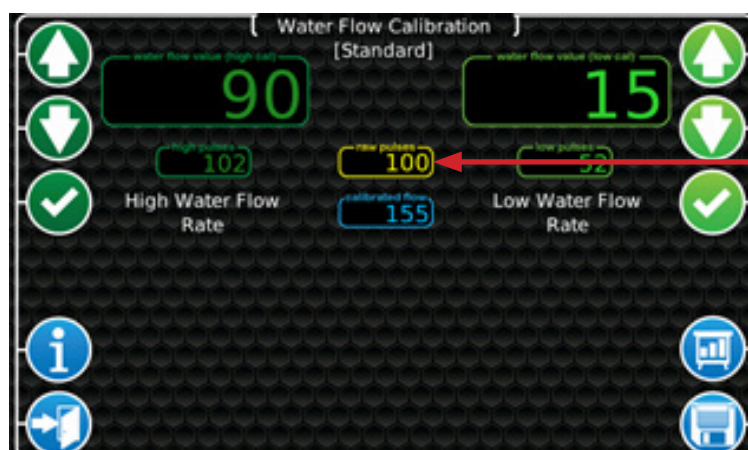 Water Flow Calibration
[Standard]
water flow value (high cal)
90
water flow value (low cal)
15
high pulses
102
raw pulses
100
low pulses
52
High Water Flow
Rate
calibrated flow
155
Low Water Flow
Rate
i